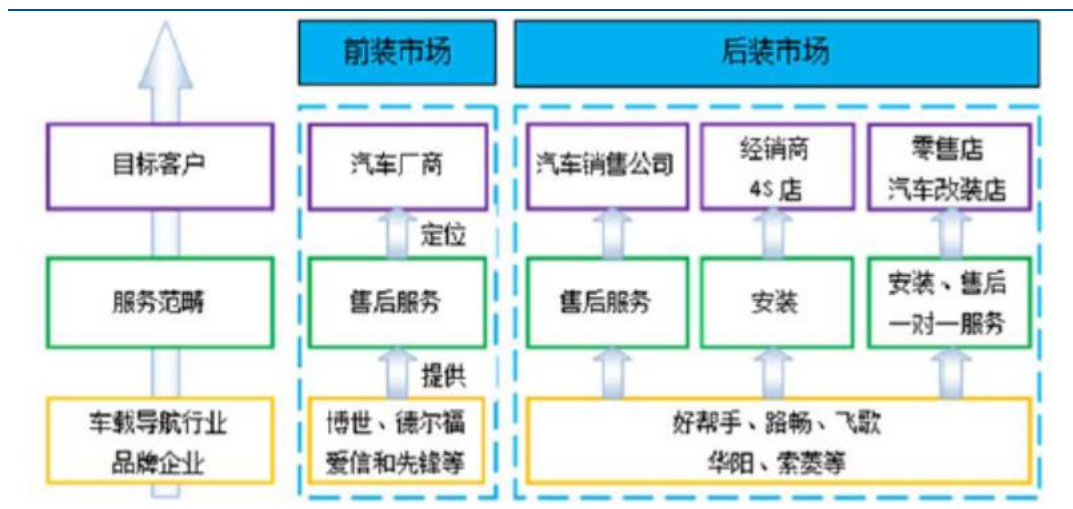 前装市场
后装市场
目标客户
汽车厂商
汽车销售公司
经销商
4S店
零售店
汽车改装店
定位
服务范畴
售后服务
售后服务
安装
安装、售后
一对一服务
提供
车载导航行业
品牌企业
博世、德尔福
爱信和先锋等
好帮手、路畅、飞歌
华阳、索菱等